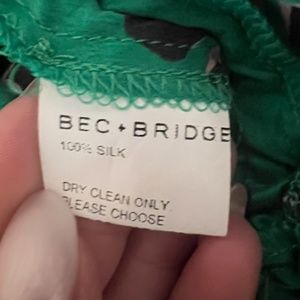 BEC + BRIDGE
100% SILK
DRY CLEAN ONLY
PLEASE CHOOSE